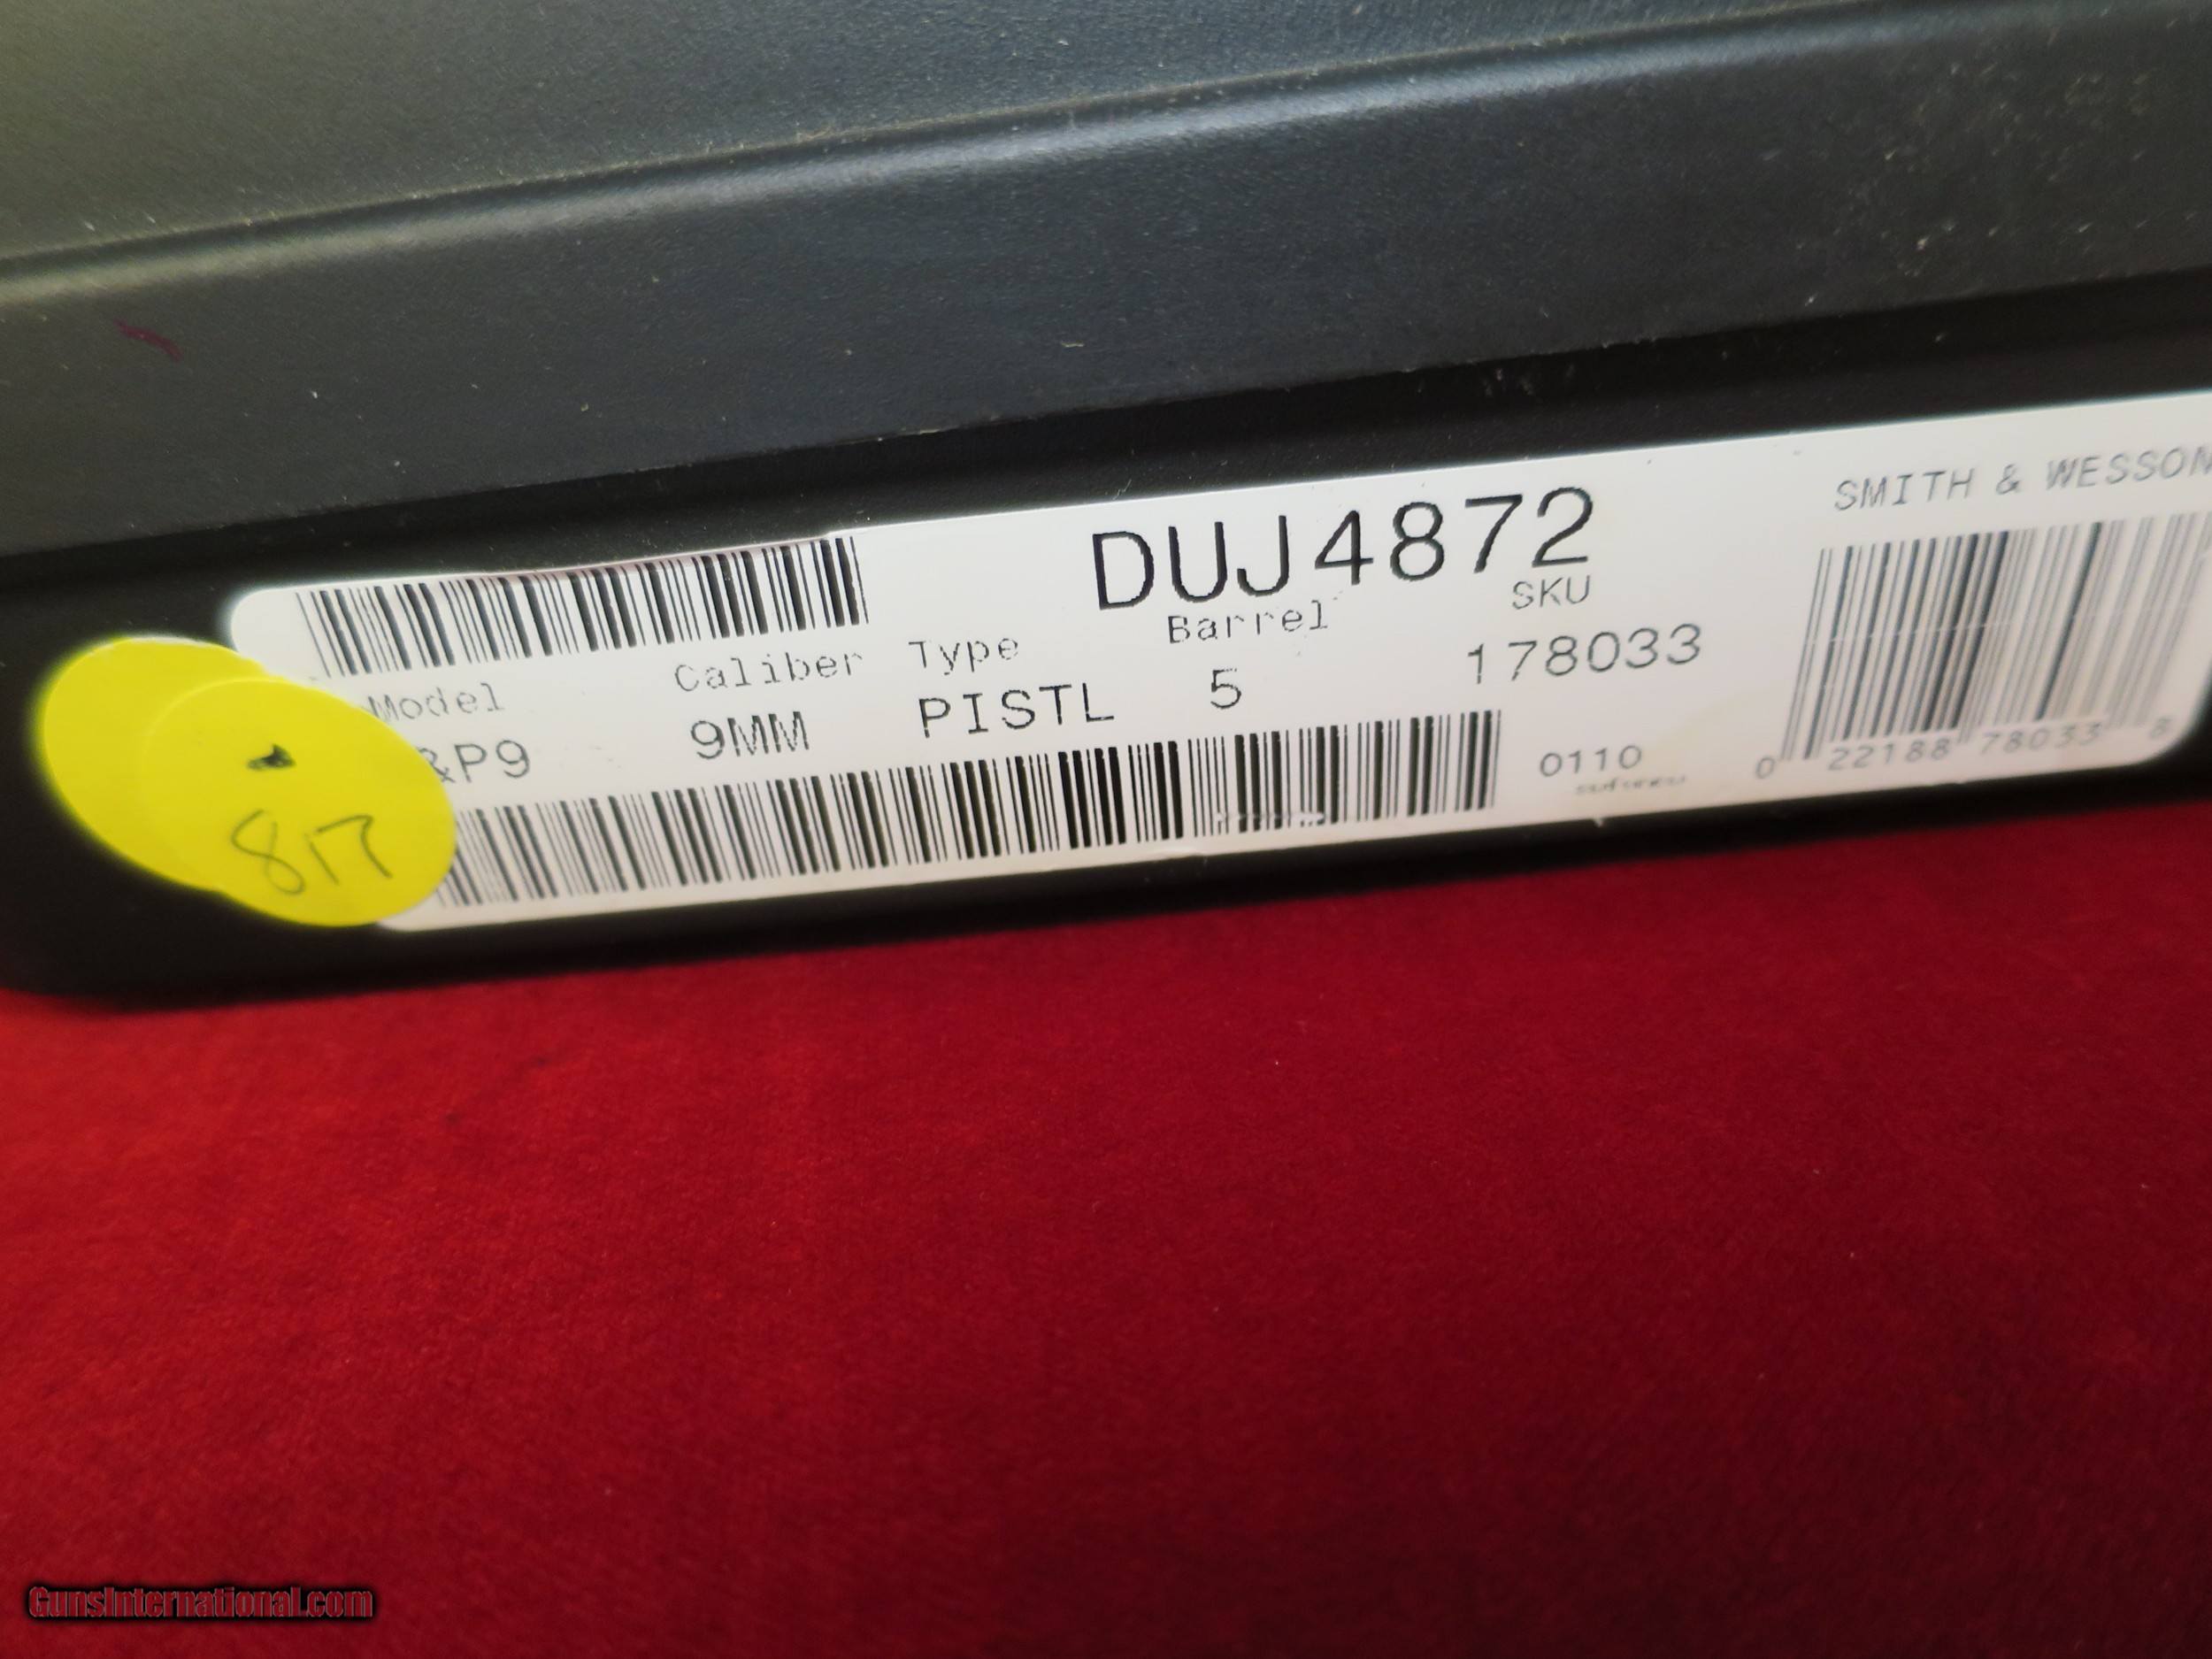 DUJ4872
SMITH & WESSON
Model Caliber Type Barrel SKU
&P9 9MM PISTL 5 178033
0110
0 22188 78033 8
817
GunsInternational.com